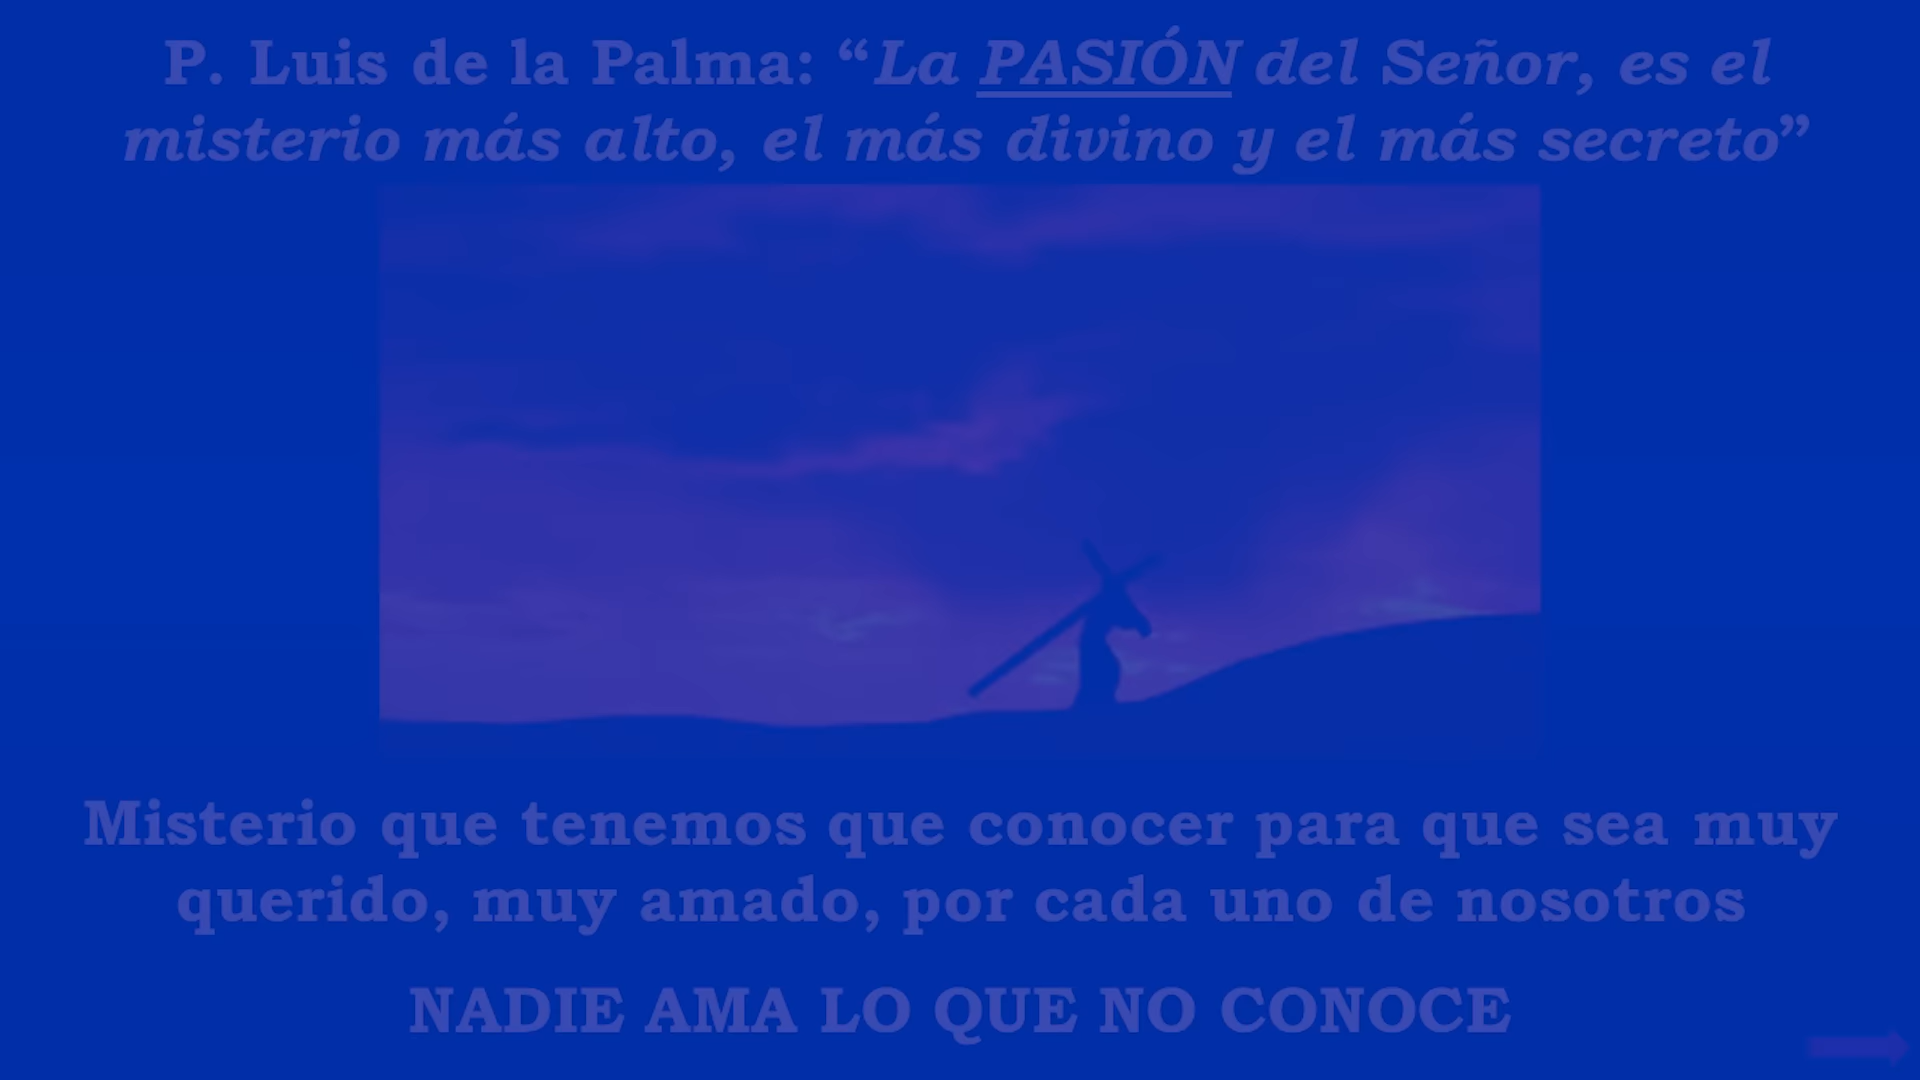 P. Luis de la Palma: “La PASIÓN del Señor, es el
misterio más alto, el más divino y el más secreto”
Misterio que tenemos que conocer para que sea muy
querido, muy amado, por cada uno de nosotros
NADIE AMA LO QUE NO CONOCE